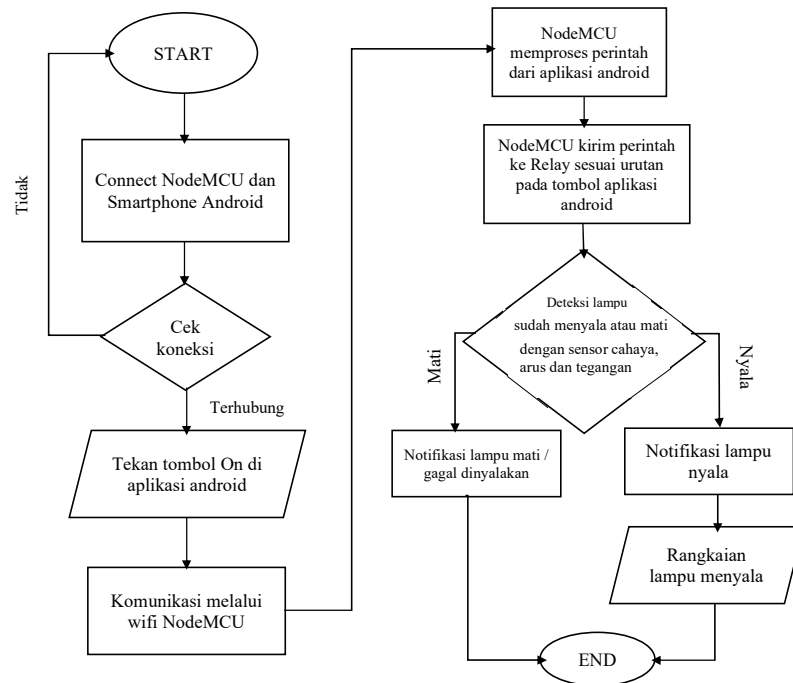 START
Connect NodeMCU dan
Smartphone Android
Tidak
Cek
koneksi
Terhubung
Tekan tombol On di
aplikasi android
Komunikasi melalui
wifi NodeMCU
NodeMCU
memproses perintah
dari aplikasi android
NodeMCU kirim perintah
ke Relay sesuai urutan
pada tombol aplikasi
android
Deteksi lampu
sudah menyala atau mati
dengan sensor cahaya,
arus dan tegangan
Mati
Nyala
Notifikasi lampu mati /
gagal dinyalakan
Notifikasi lampu
nyala
Rangkaian
lampu menyala
END